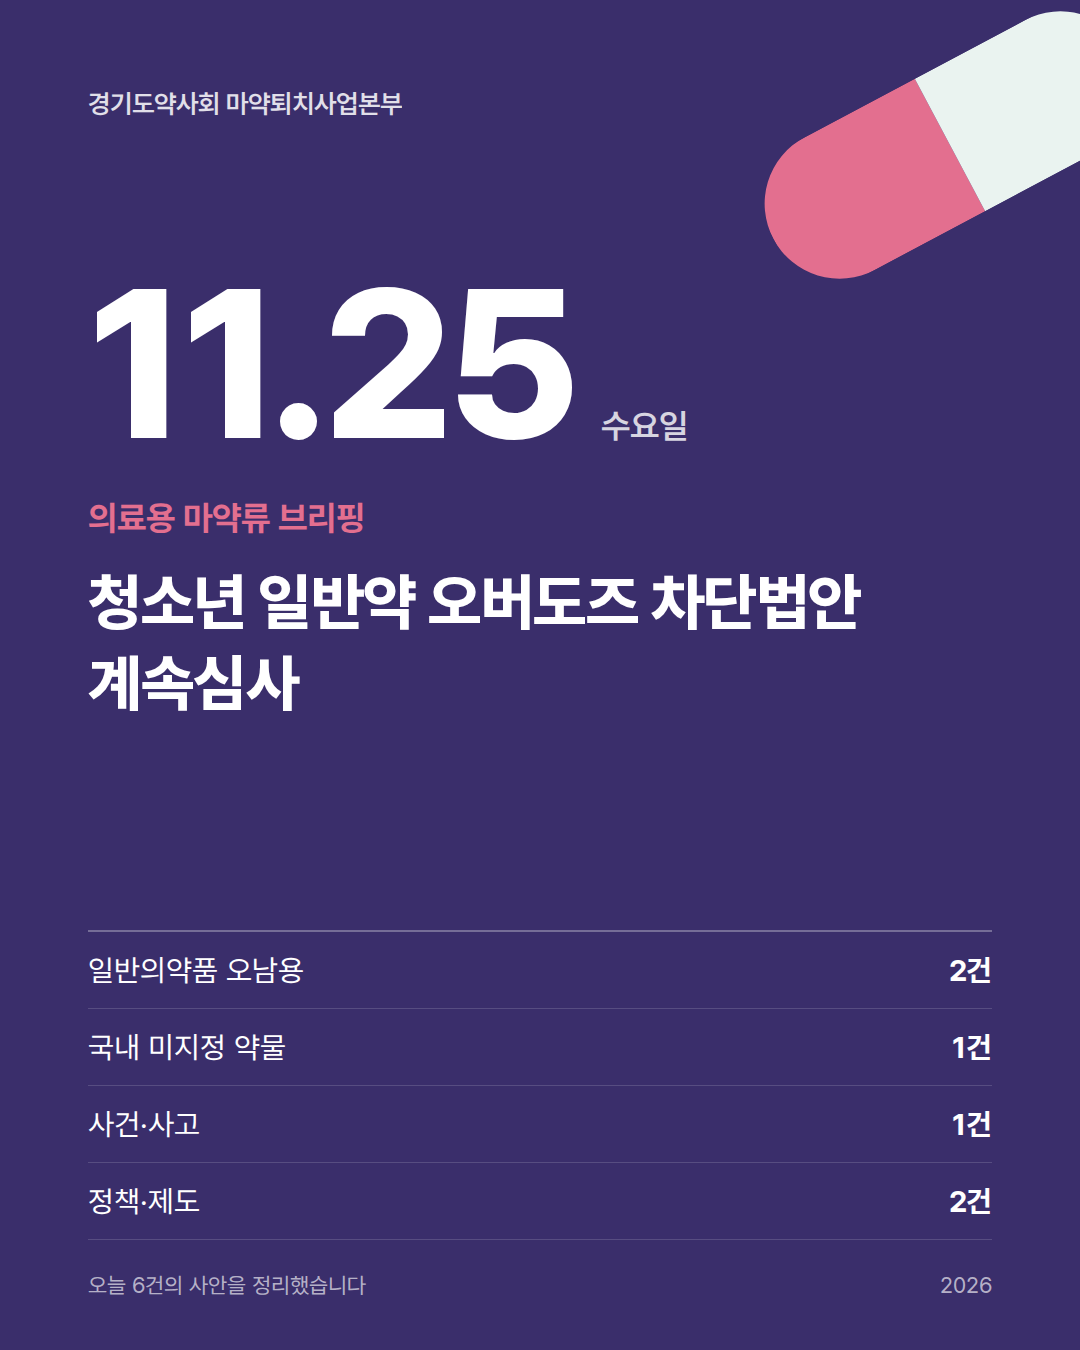 경기도약사회 마약퇴치사업본부
11.25 수요일
의료용 마약류 브리핑
청소년 일반약 오버도즈 차단법안
계속심사
일반의약품 오남용 2건
국내 미지정 약물 1건
사건·사고 1건
정책·제도 2건
오늘 6건의 사안을 정리했습니다 2026